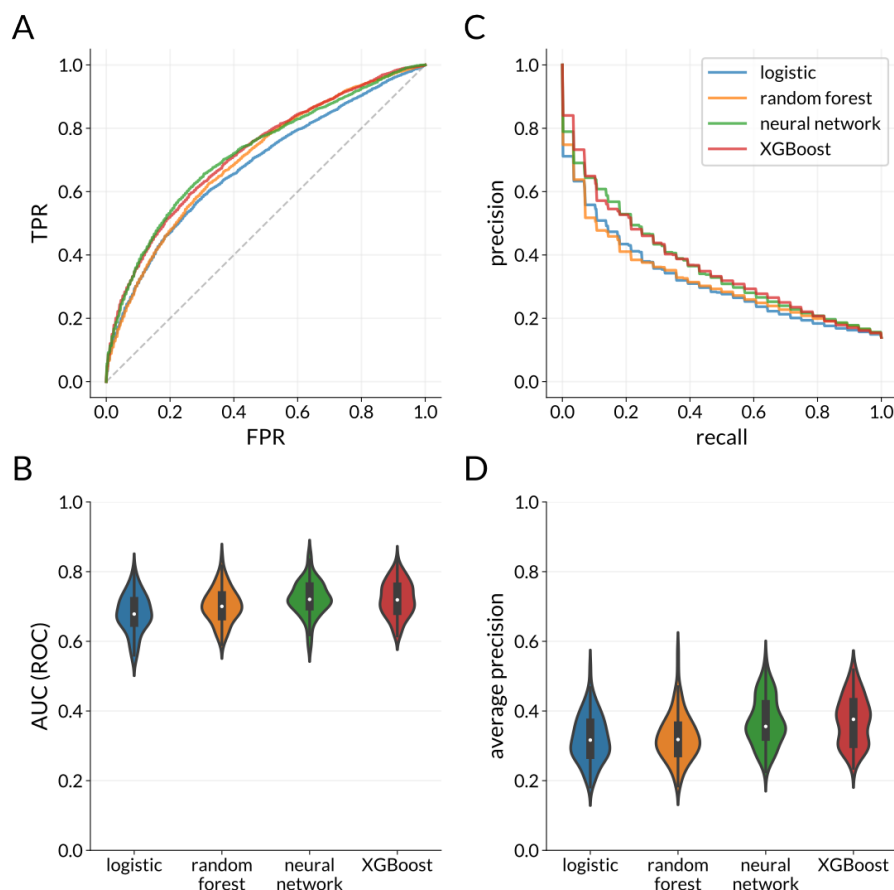 A
1.0
0.8
0.6
0.4
0.2
0.0
TPR
0.0 0.2 0.4 0.6 0.8 1.0
FPR
C
1.0
0.8
0.6
0.4
0.2
0.0
precision
logistic
random forest
neural network
XGBoost
0.0 0.2 0.4 0.6 0.8 1.0
recall
B
1.0
0.8
0.6
0.4
0.2
0.0
AUC (ROC)
logistic random neural XGBoost
forest network
D
1.0
0.8
0.6
0.4
0.2
0.0
average precision
logistic random neural XGBoost
forest network